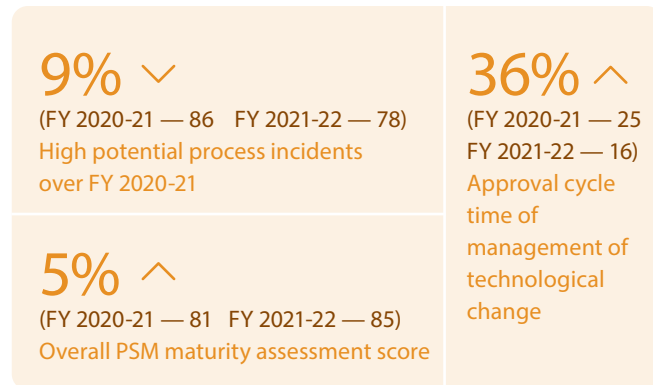 9%
(FY 2020-21 — 86 FY 2021-22 — 78)
High potential process incidents
over FY 2020-21
5%
(FY 2020-21 — 81 FY 2021-22 — 85)
Overall PSM maturity assessment score
36%
(FY 2020-21 — 25
FY 2021-22 — 16)
Approval cycle
time of
management of
technological
change